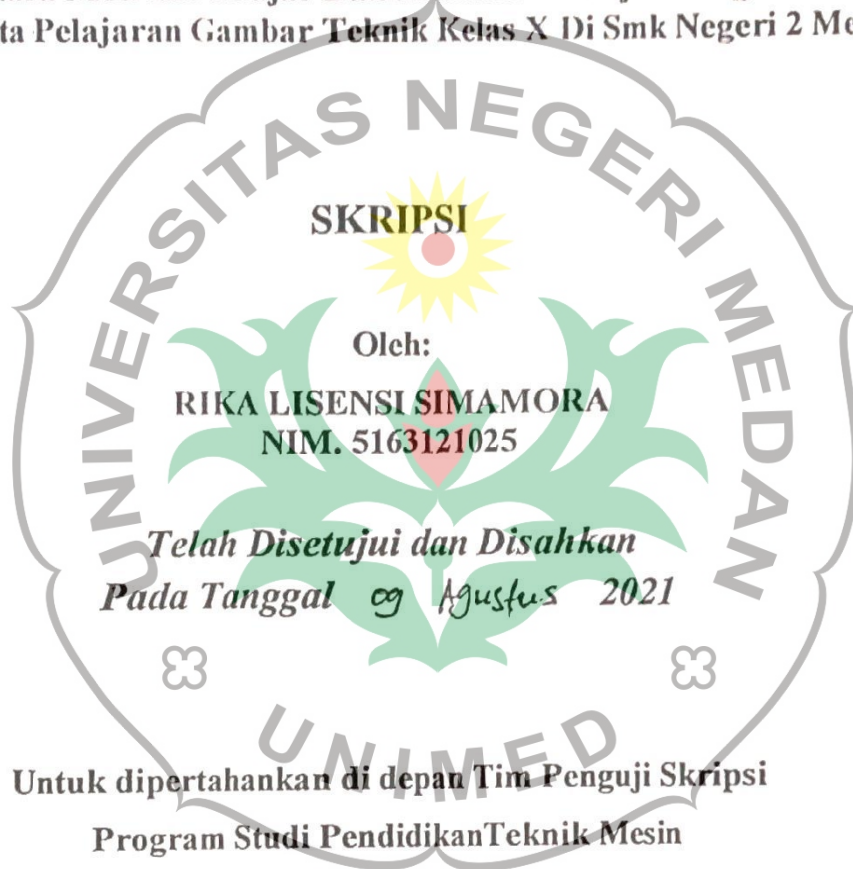 ta Pelajaran Gambar Teknik Kelas X Di Smk Negeri 2 Me
UNIVERSITAS NEGERI MEDAN
SKRIPSI
Oleh:
RIKA LISENSI SIMAMORA
NIM. 5163121025
Telah Disetujui dan Disahkan
Pada Tanggal 09 Agustus 2021
UNIMED
Untuk dipertahankan di depan Tim Penguji Skripsi
Program Studi PendidikanTeknik Mesin